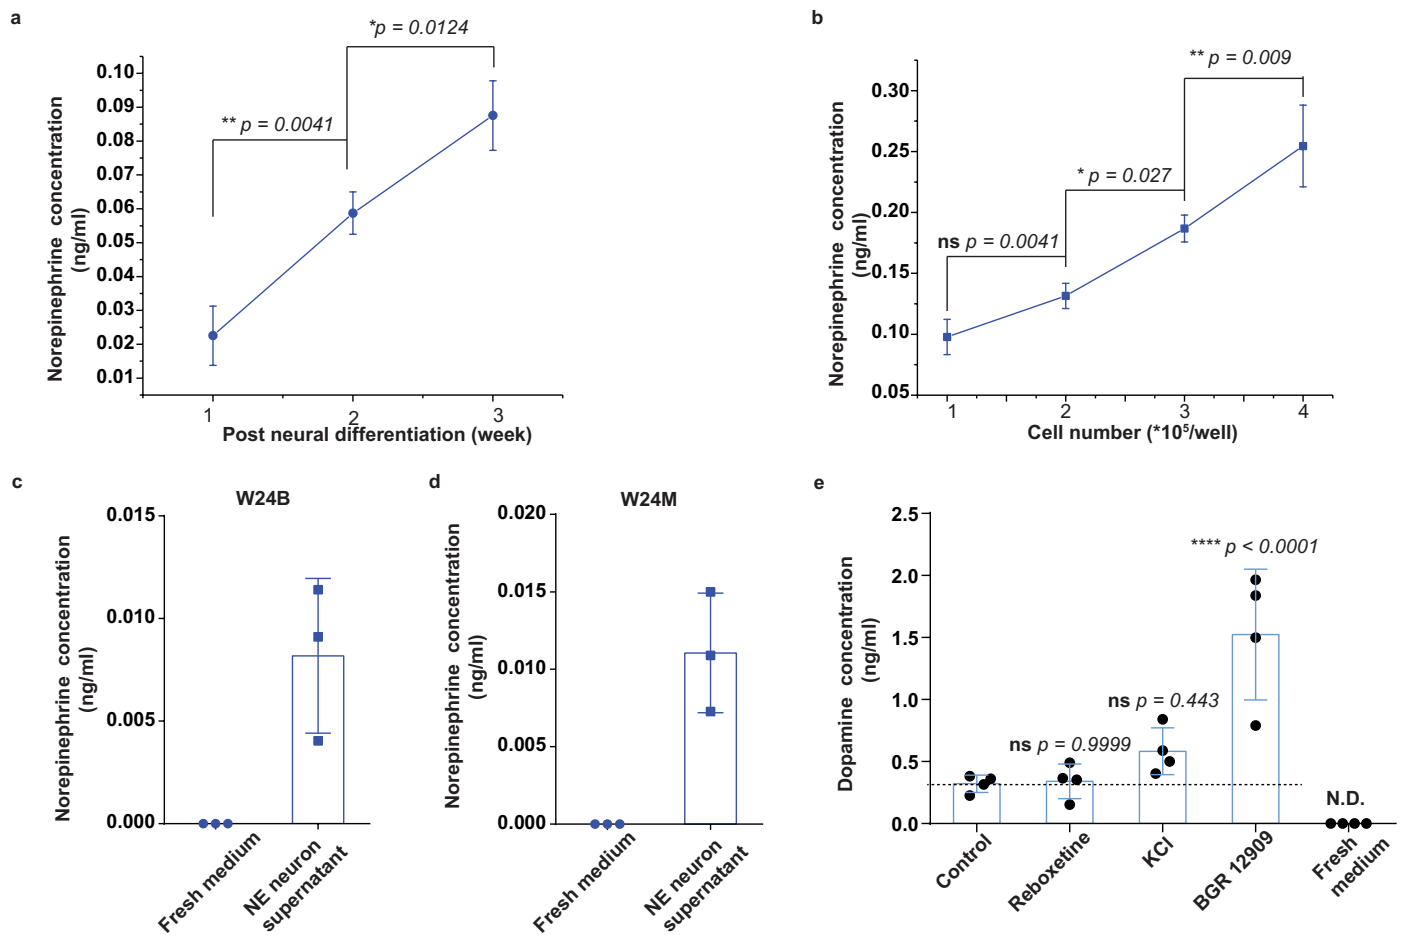 a
*p = 0.0124
** p = 0.0041
0.10
0.09
0.08
0.07
0.06
0.05
0.04
0.03
0.02
0.01
Norepinephrine concentration
(ng/ml)
1
2
3
Post neural differentiation (week)
b
** p = 0.009
* p = 0.027
ns p = 0.0041
0.30
0.25
0.20
0.15
0.10
0.05
Norepinephrine concentration
(ng/ml)
1
2
3
4
Cell number (*10⁵/well)
c
W24B
0.015
0.010
0.005
0.000
Norepinephrine concentration
(ng/ml)
Fresh medium
NE neuron
supernatant
d
W24M
0.020
0.015
0.010
0.005
0.000
Norepinephrine concentration
(ng/ml)
Fresh medium
NE neuron
supernatant
e
2.5
2.0
1.5
1.0
0.5
0.0
Dopamine concentration
(ng/ml)
**** p < 0.0001
ns p = 0.443
ns p = 0.9999
N.D.
Control
Reboxetine
KCl
BGR 12909
Fresh
medium